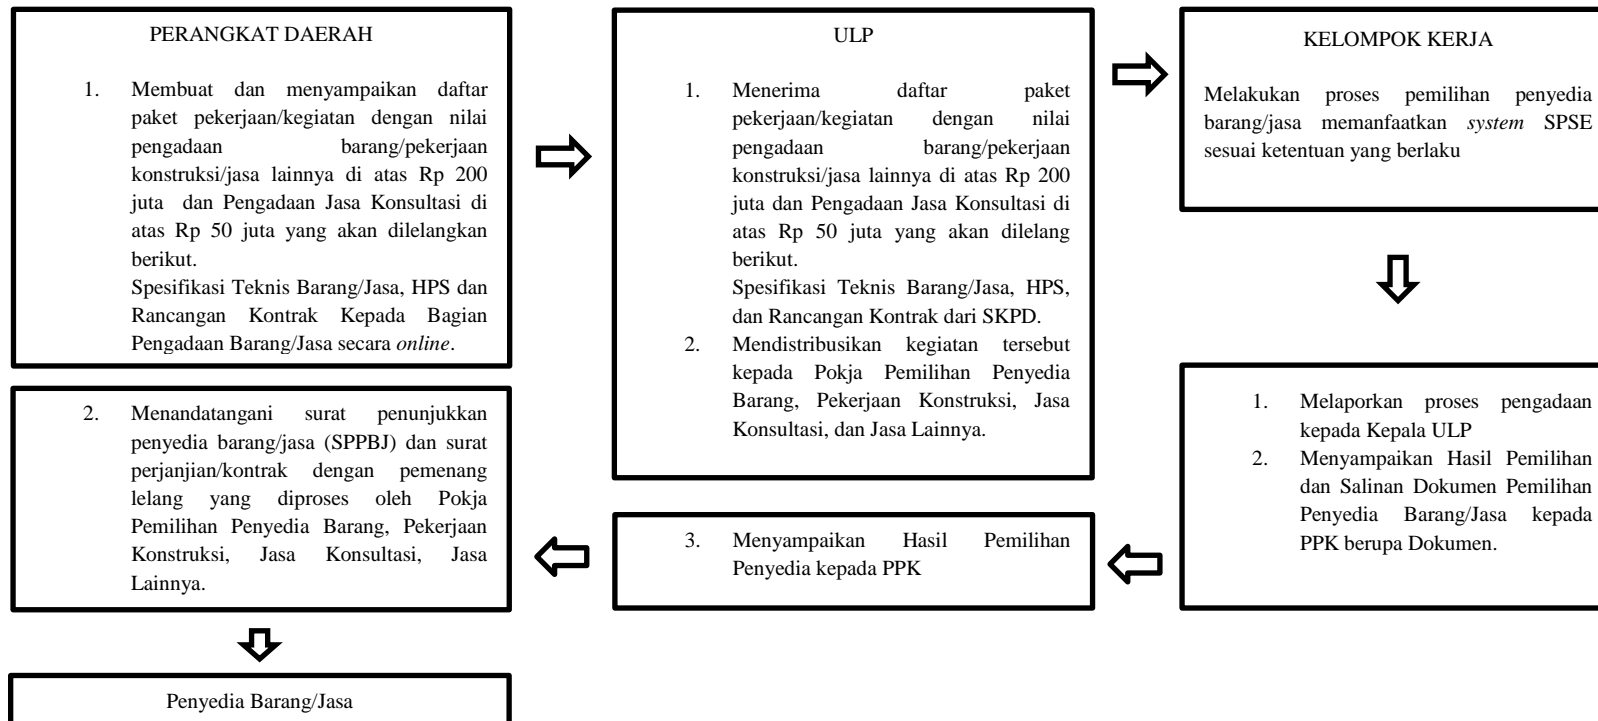 PERANGKAT DAERAH
1. Membuat dan menyampaikan daftar
paket pekerjaan/kegiatan dengan nilai
pengadaan barang/pekerjaan
konstruksi/jasa lainnya di atas Rp 200
juta dan Pengadaan Jasa Konsultasi di
atas Rp 50 juta yang akan dilelangkan
berikut.
Spesifikasi Teknis Barang/Jasa, HPS dan
Rancangan Kontrak Kepada Bagian
Pengadaan Barang/Jasa secara online.
ULP
1. Menerima daftar paket
pekerjaan/kegiatan dengan nilai
pengadaan barang/pekerjaan
konstruksi/jasa lainnya di atas Rp 200
juta dan Pengadaan Jasa Konsultasi di
atas Rp 50 juta yang akan dilelang
berikut.
Spesifikasi Teknis Barang/Jasa, HPS,
dan Rancangan Kontrak dari SKPD.
2. Mendistribusikan kegiatan tersebut
kepada Pokja Pemilihan Penyedia
Barang, Pekerjaan Konstruksi, Jasa
Konsultasi, dan Jasa Lainnya.
KELOMPOK KERJA
Melakukan proses pemilihan penyedia
barang/jasa memanfaatkan system SPSE
sesuai ketentuan yang berlaku
1. Melaporkan proses pengadaan
kepada Kepala ULP
2. Menyampaikan Hasil Pemilihan
dan Salinan Dokumen Pemilihan
Penyedia Barang/Jasa kepada
PPK berupa Dokumen.
3. Menyampaikan Hasil Pemilihan
Penyedia kepada PPK
2. Menandatangani surat penunjukkan
penyedia barang/jasa (SPPBJ) dan surat
perjanjian/kontrak dengan pemenang
lelang yang diproses oleh Pokja
Pemilihan Penyedia Barang, Pekerjaan
Konstruksi, Jasa Konsultasi, Jasa
Lainnya.
Penyedia Barang/Jasa